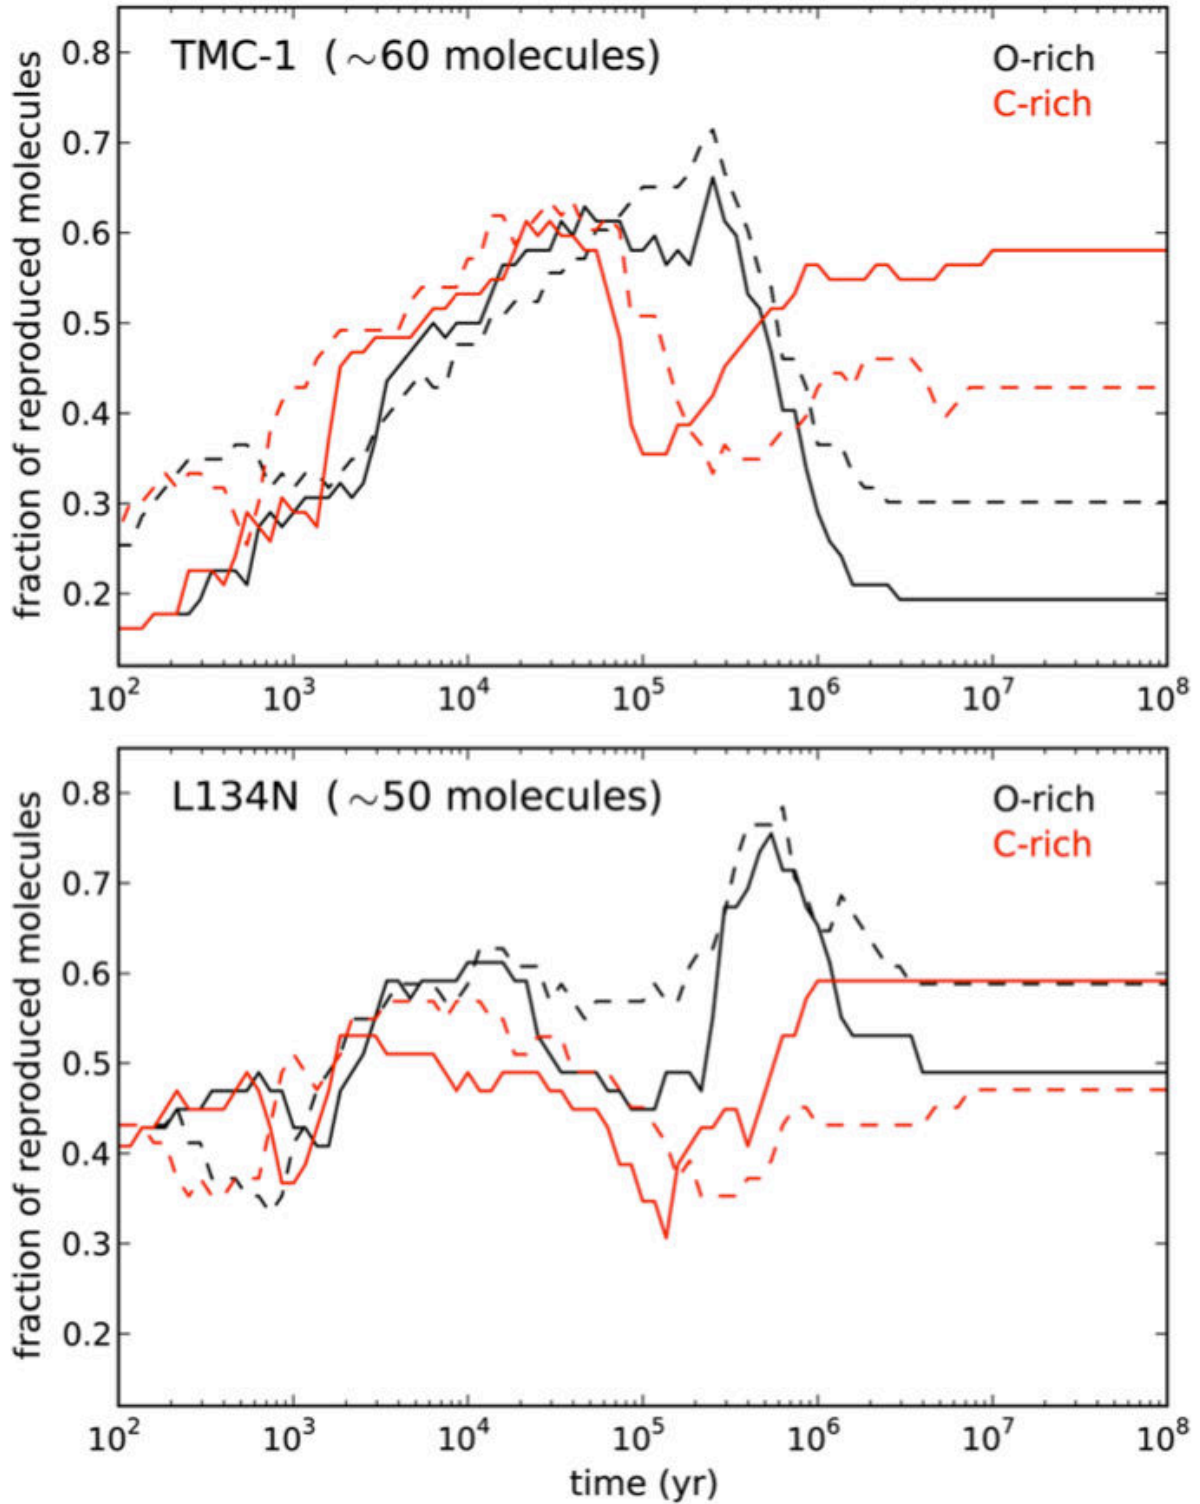 TMC-1 (~60 molecules)
O-rich
C-rich
fraction of reproduced molecules
0.8
0.7
0.6
0.5
0.4
0.3
0.2
10² 10³ 10⁴ 10⁵ 10⁶ 10⁷ 10⁸
L134N (~50 molecules)
O-rich
C-rich
fraction of reproduced molecules
0.8
0.7
0.6
0.5
0.4
0.3
0.2
10² 10³ 10⁴ 10⁵ 10⁶ 10⁷ 10⁸
time (yr)